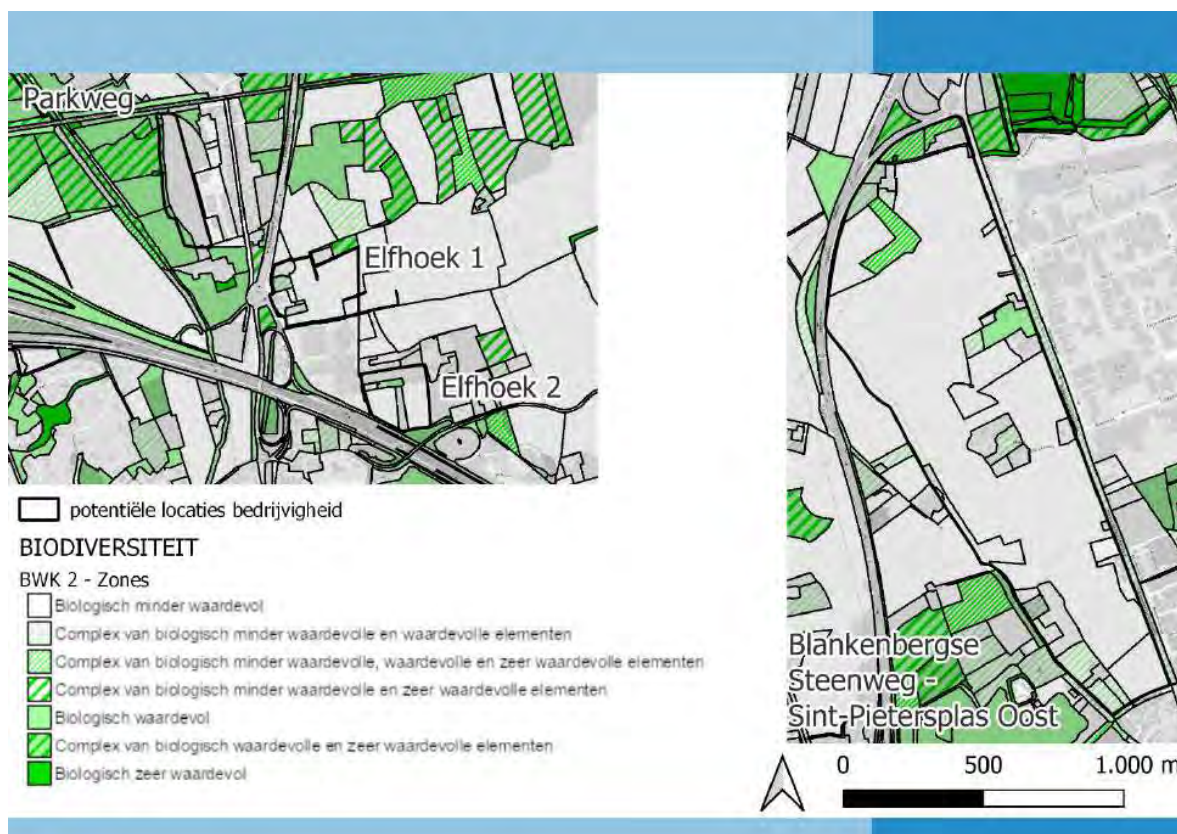 Parkweg
Elfhoek 1
Elfhoek 2
potentiële locaties bedrijvigheid
BIODIVERSITEIT
BWK 2 - Zones
Biologisch minder waardevol
Complex van biologisch minder waardevolle en waardevolle elementen
Complex van biologisch minder waardevolle, waardevolle en zeer waardevolle elementen
Complex van biologisch minder waardevolle en zeer waardevolle elementen
Biologisch waardevol
Complex van biologisch waardevolle en zeer waardevolle elementen
Biologisch zeer waardevol
Blankenbergse
Steenweg -
Sint-Pietersplas Oost
0 500 1.000 m